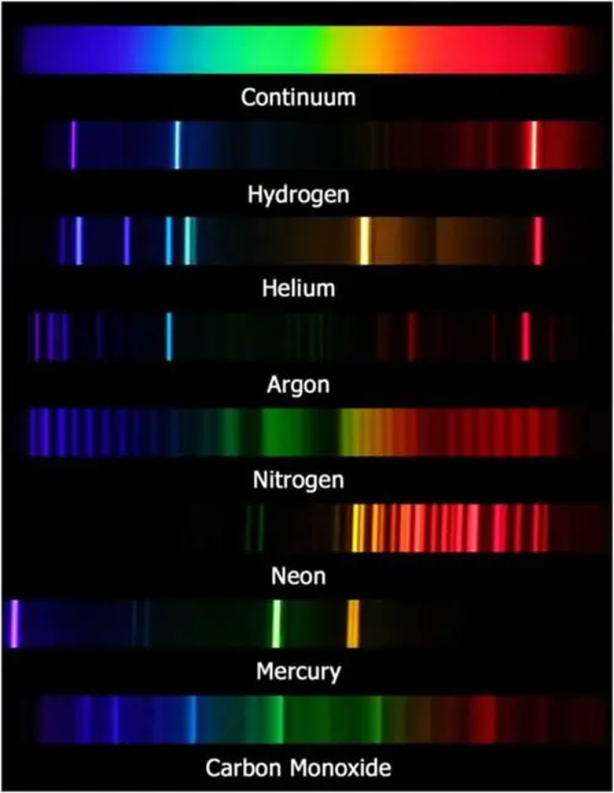 Continuum
Hydrogen
Helium
Argon
Nitrogen
Neon
Mercury
Carbon Monoxide